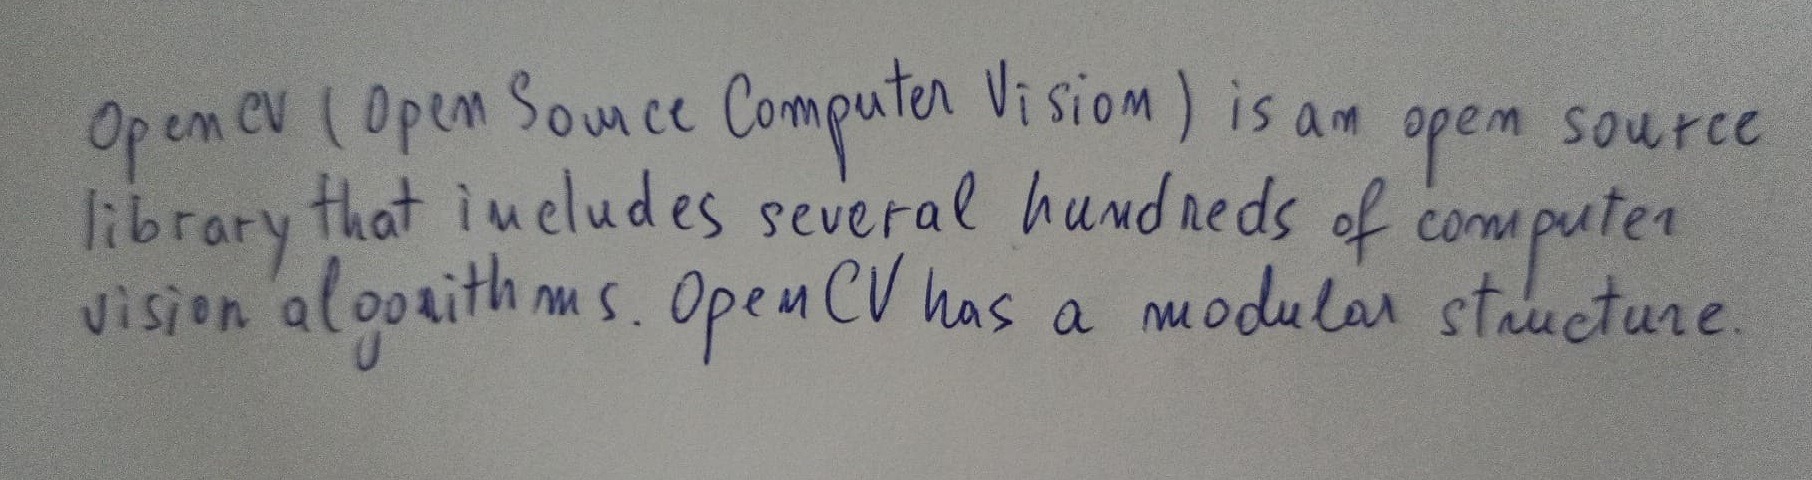 OpenCV (Open Source Computer Vision) is an open source
library that includes several hundreds of computer
vision algorithms. OpenCV has a modular structure.